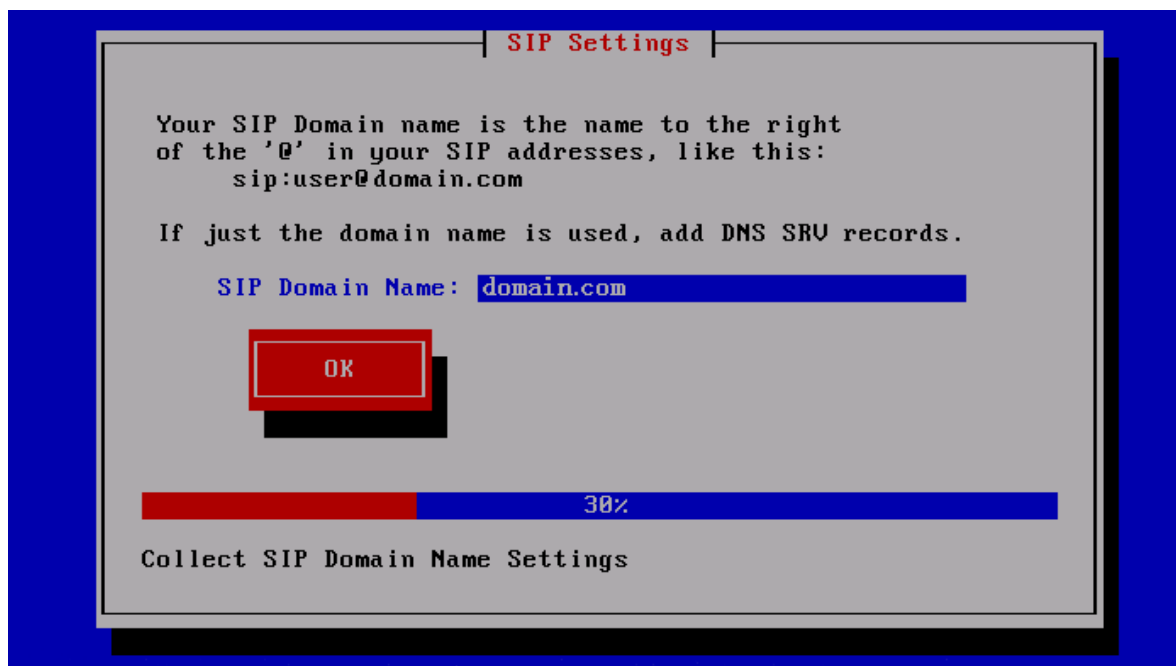 SIP Settings
Your SIP Domain name is the name to the right
of the '@' in your SIP addresses, like this:
sip:user@domain.com
If just the domain name is used, add DNS SRV records.
SIP Domain Name: domain.com
OK
30%
Collect SIP Domain Name Settings